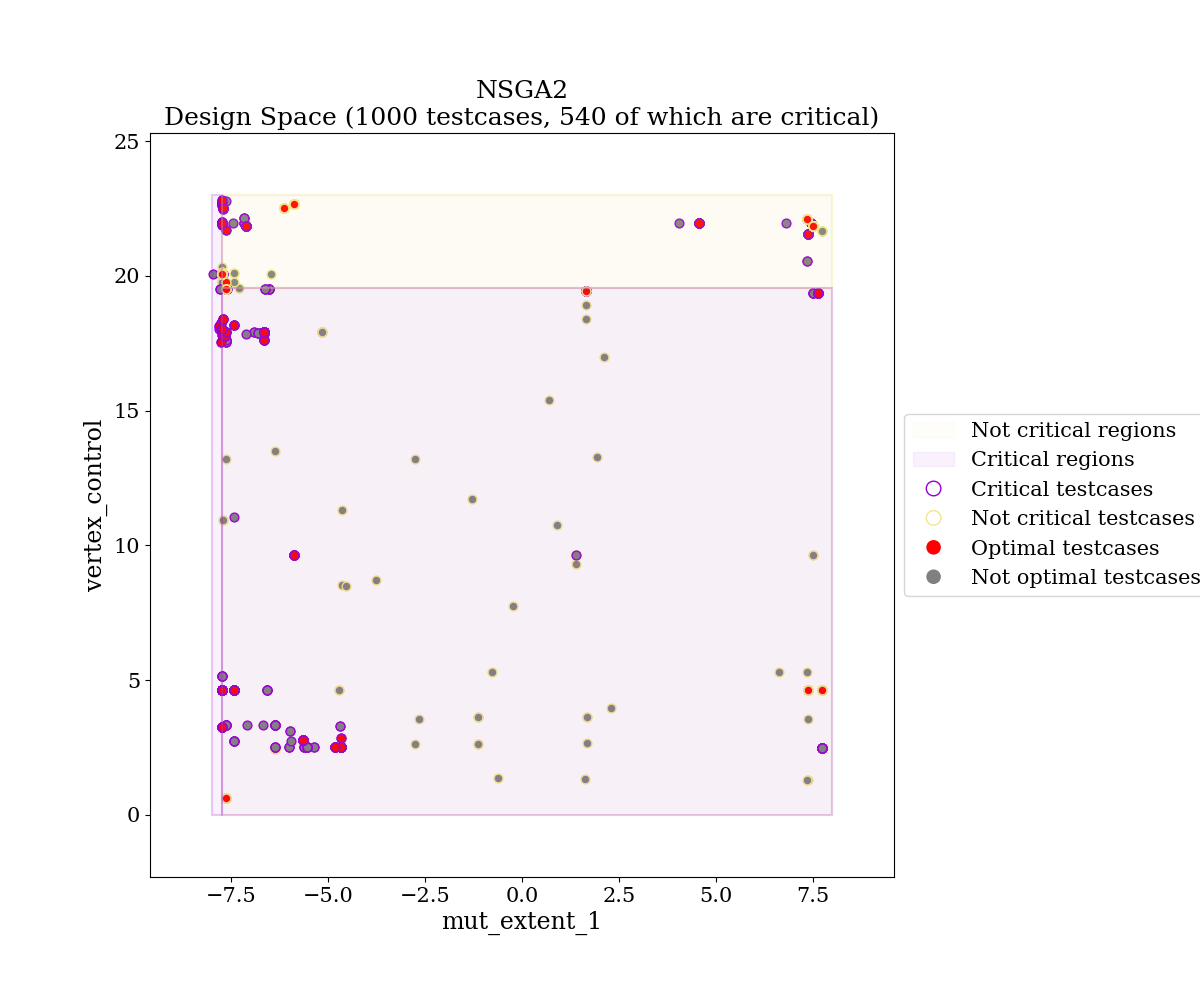 NSGA2
Design Space (1000 testcases, 540 of which are critical)
25
20
15
10
5
0
vertex_control
−7.5 −5.0 −2.5 0.0 2.5 5.0 7.5
mut_extent_1
Not critical regions
Critical regions
Critical testcases
Not critical testcases
Optimal testcases
Not optimal testcases